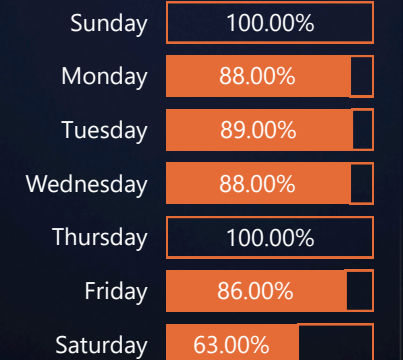 Sunday 100.00%
Monday 88.00%
Tuesday 89.00%
Wednesday 88.00%
Thursday 100.00%
Friday 86.00%
Saturday 63.00%